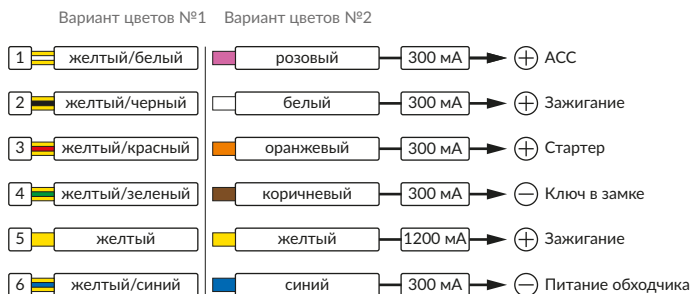 Вариант цветов №1 Вариант цветов №2
1 желтый/белый розовый 300 мА + ACC
2 желтый/черный белый 300 мА + Зажигание
3 желтый/красный оранжевый 300 мА + Стартер
4 желтый/зеленый коричневый 300 мА − Ключ в замке
5 желтый желтый 1200 мА + Зажигание
6 желтый/синий синий 300 мА − Питание обходчика